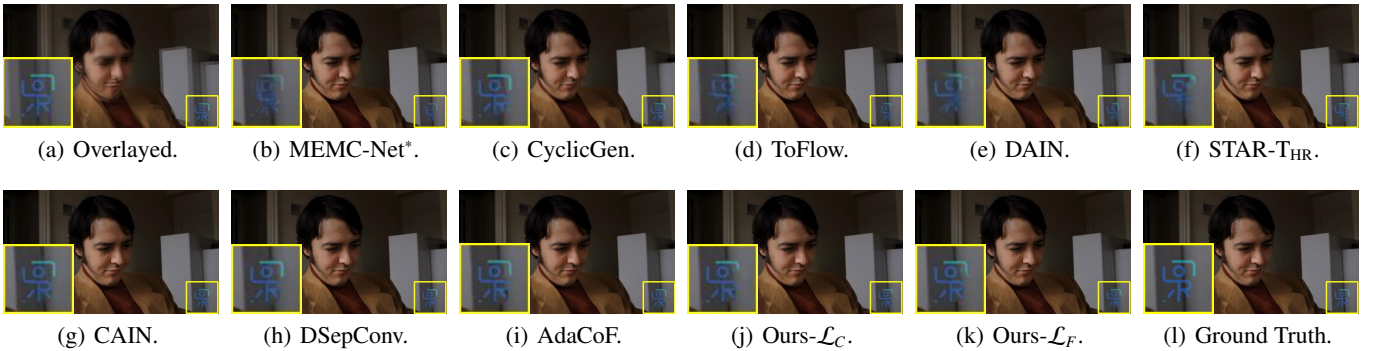 (a) Overlayed.
(b) MEMC-Net*.
(c) CyclicGen.
(d) ToFlow.
(e) DAIN.
(f) STAR-T_HR.
(g) CAIN.
(h) DSepConv.
(i) AdaCoF.
(j) Ours-ℒ_C.
(k) Ours-ℒ_F.
(l) Ground Truth.